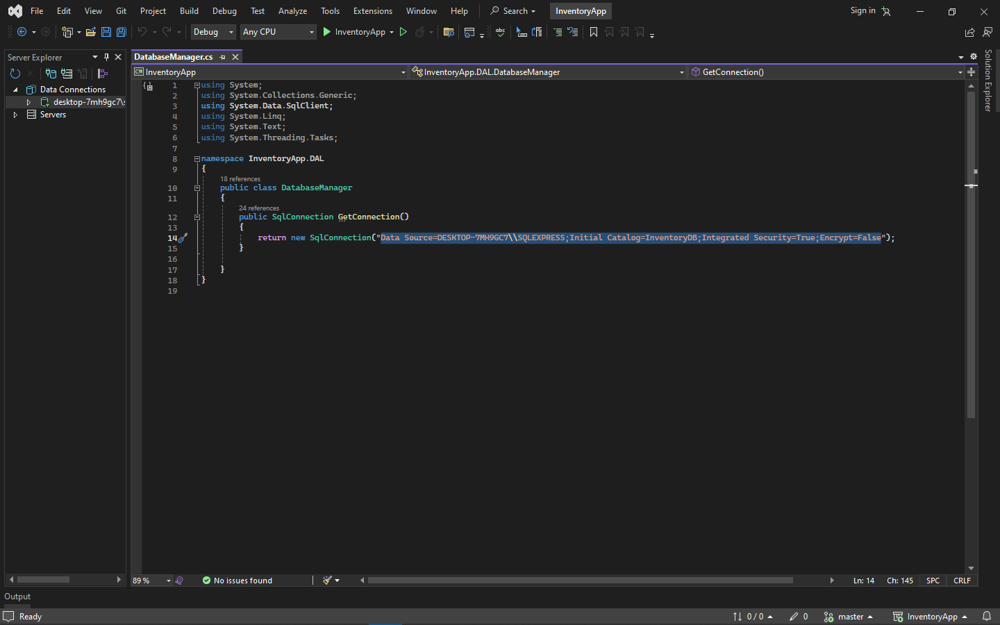 File Edit View Git Project Build Debug Test Analyze Tools Extensions Window Help Search InventoryApp Sign in
Debug Any CPU InventoryApp
Server Explorer
Data Connections
desktop-7mh9gc7\
Servers
DatabaseManager.cs
InventoryApp InventoryApp.DAL.DatabaseManager GetConnection()
1 using System;
2 using System.Collections.Generic;
3 using System.Data.SqlClient;
4 using System.Linq;
5 using System.Text;
6 using System.Threading.Tasks;
7
8 namespace InventoryApp.DAL
9 {
18 references
10 public class DatabaseManager
11 {
24 references
12 public SqlConnection GetConnection()
13 {
14 return new SqlConnection("Data Source=DESKTOP-7MH9GC7\\SQLEXPRESS;Initial Catalog=InventoryDB;Integrated Security=True;Encrypt=False");
15 }
16
17 }
18 }
19
Solution Explorer
89 % No issues found Ln: 14 Ch: 145 SPC CRLF
Output
Ready 0 / 0 0 master InventoryApp